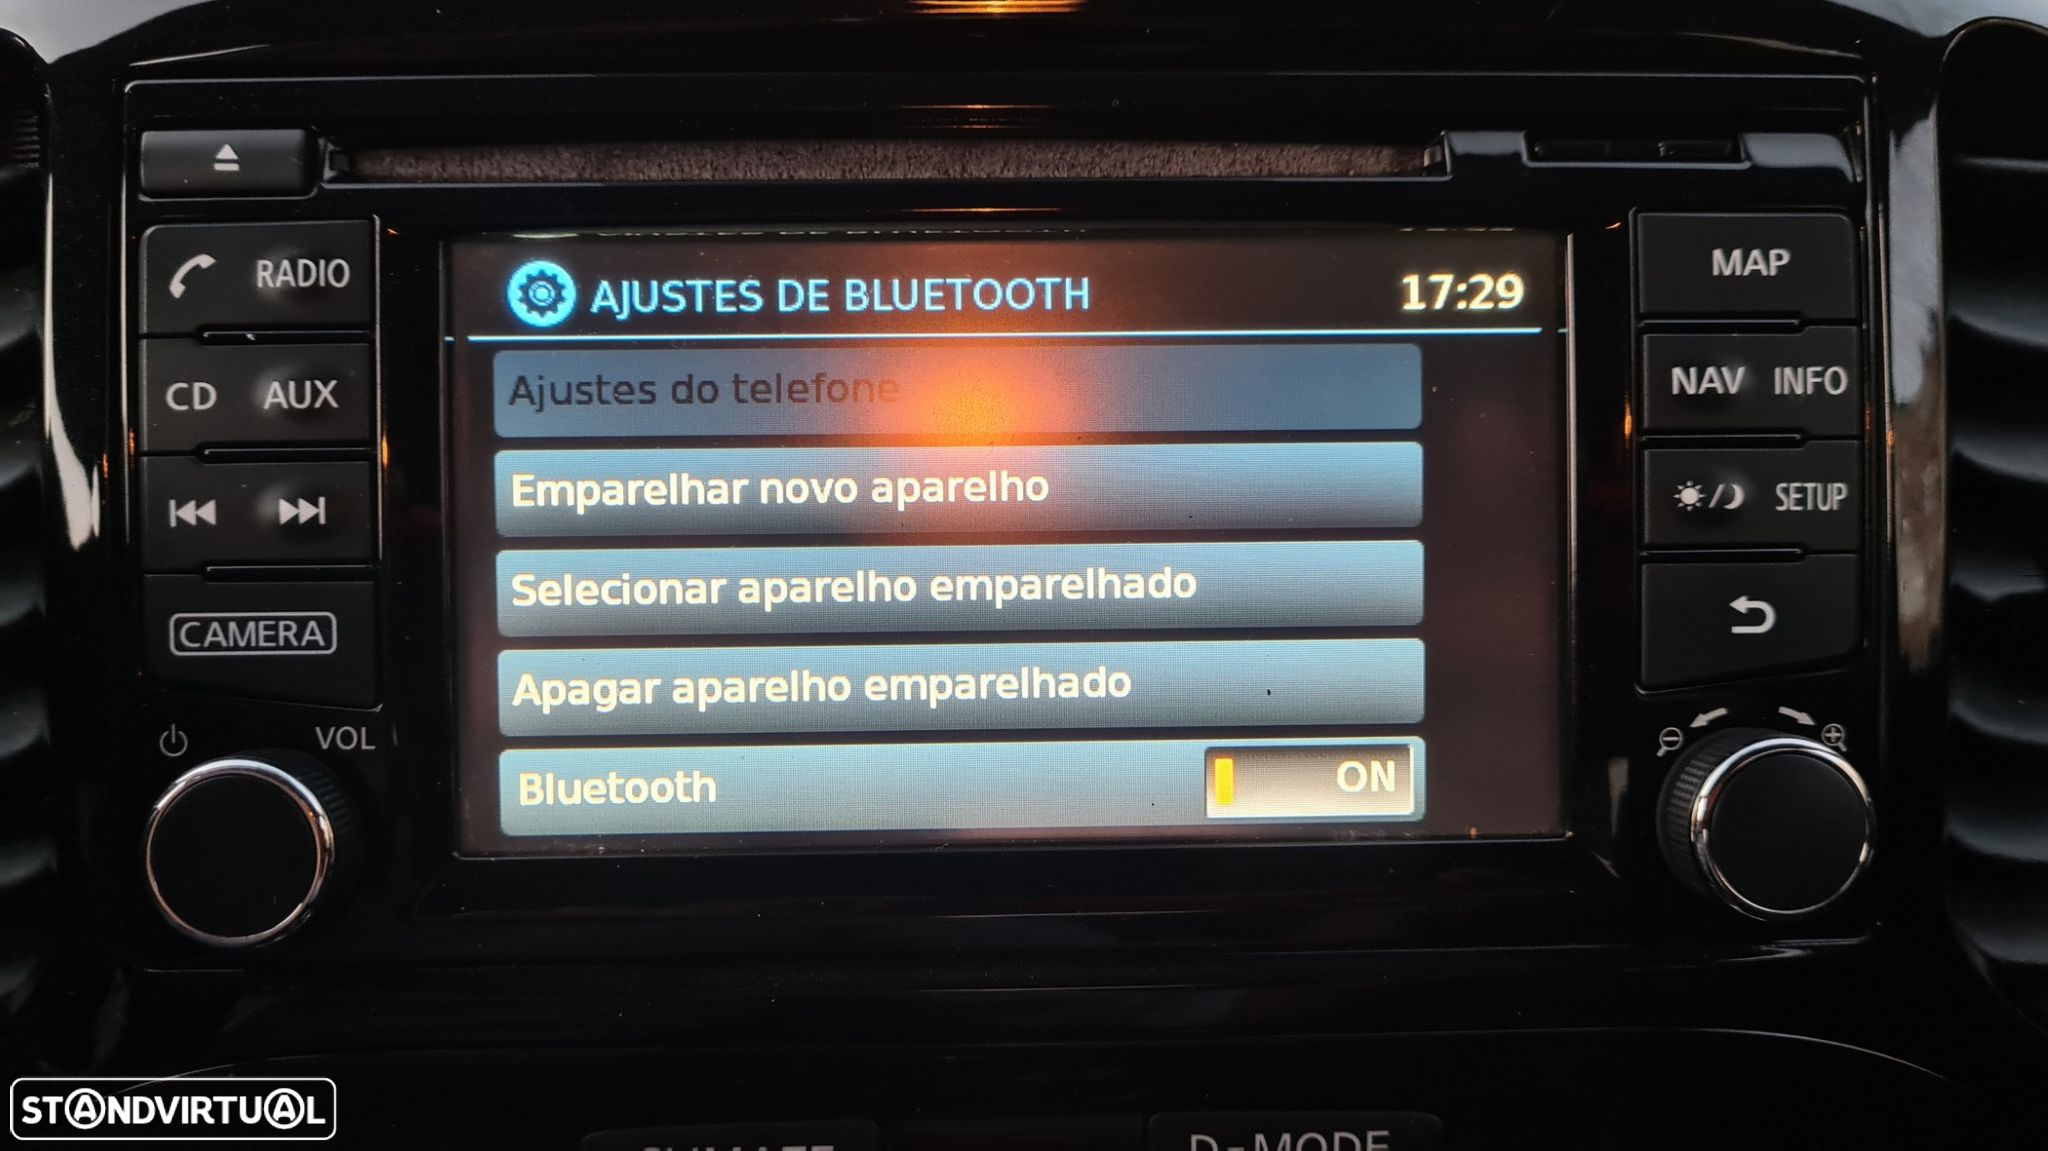 RADIO
CD AUX
CAMERA
VOL
AJUSTES DE BLUETOOTH 17:29
Ajustes do telefone
Emparelhar novo aparelho
Selecionar aparelho emparelhado
Apagar aparelho emparelhado
Bluetooth ON
MAP
NAV INFO
SETUP
D-MODE
STANDVIRTUAL